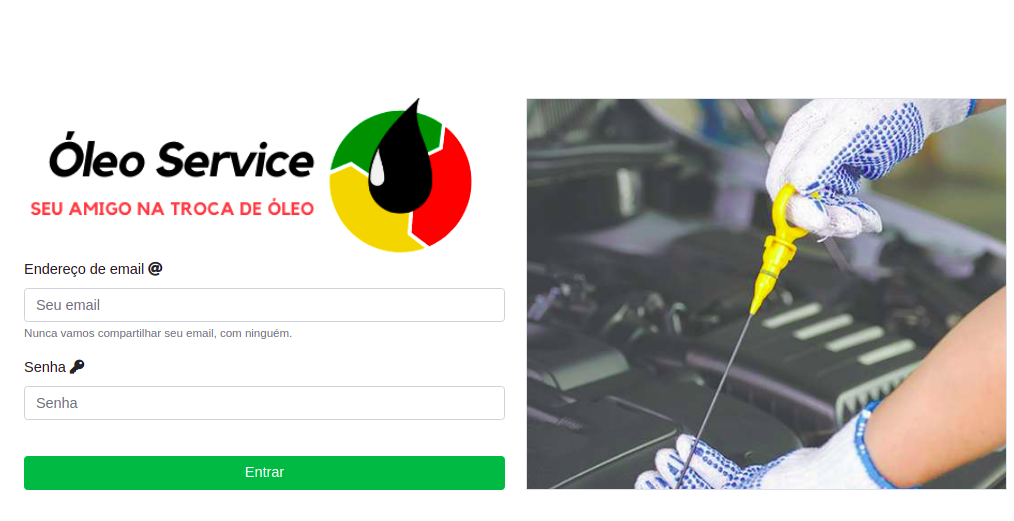 Óleo Service
SEU AMIGO NA TROCA DE ÓLEO
Endereço de email @
Seu email
Nunca vamos compartilhar seu email, com ninguém.
Senha
Senha
Entrar